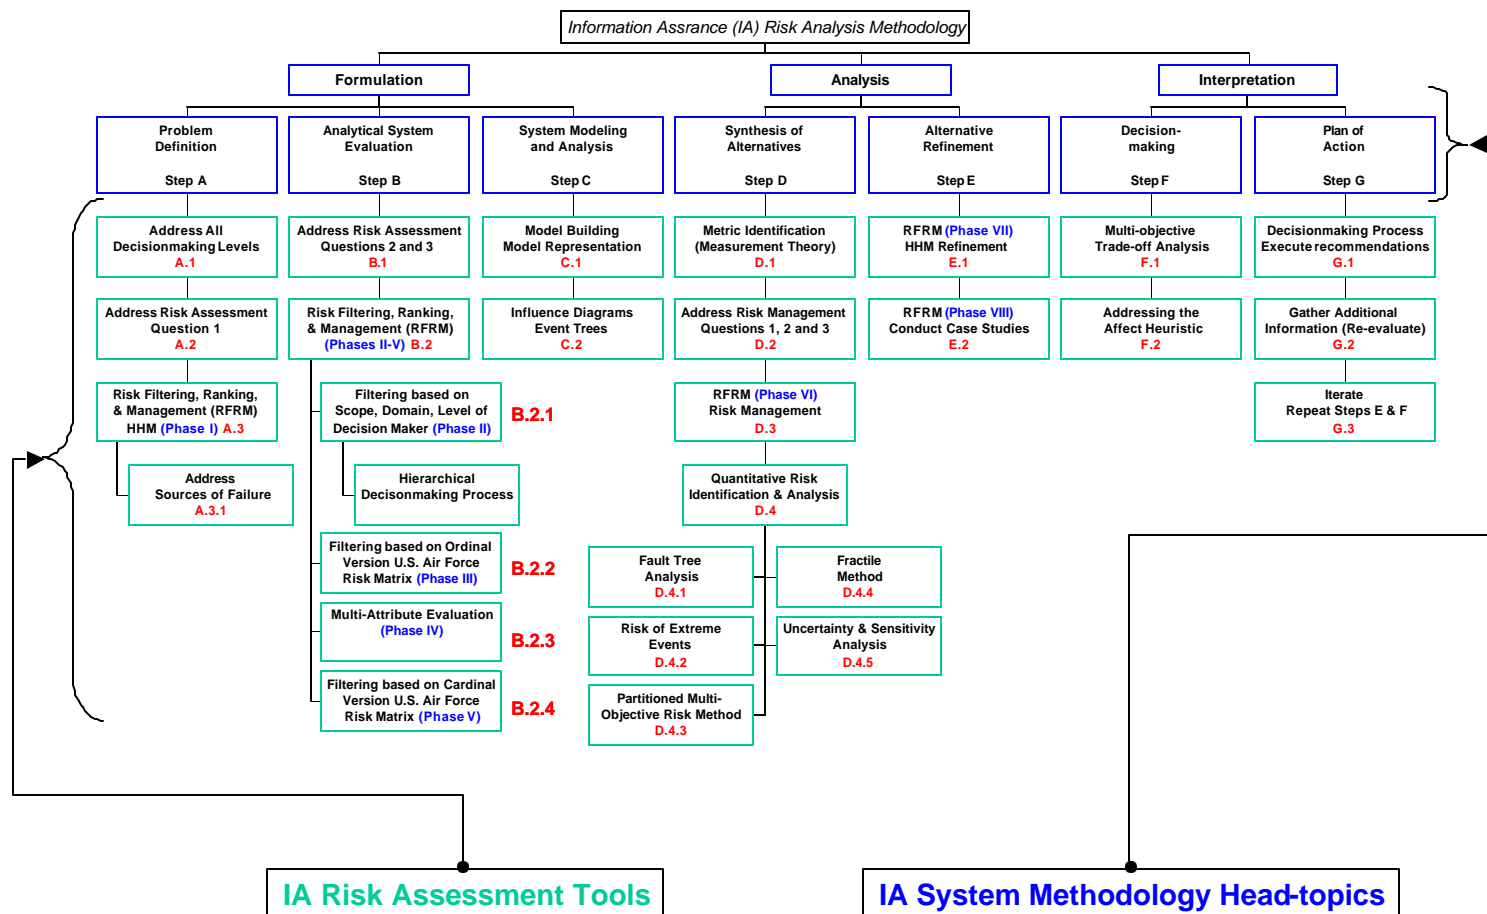 Information Assrance (IA) Risk Analysis Methodology
Formulation
Analysis
Interpretation
Problem
Definition
Step A
Analytical System
Evaluation
Step B
System Modeling
and Analysis
Step C
Synthesis of
Alternatives
Step D
Alternative
Refinement
Step E
Decision-
making
Step F
Plan of
Action
Step G
Address All
Decisionmaking Levels
A.1
Address Risk Assessment
Questions 2 and 3
B.1
Model Building
Model Representation
C.1
Metric Identification
(Measurement Theory)
D.1
RFRM (Phase VII)
HHM Refinement
E.1
Multi-objective
Trade-off Analysis
F.1
Decisionmaking Process
Execute recommendations
G.1
Address Risk Assessment
Question 1
A.2
Risk Filtering, Ranking,
& Management (RFRM)
(Phases II-V) B.2
Influence Diagrams
Event Trees
C.2
Address Risk Management
Questions 1, 2 and 3
D.2
RFRM (Phase VIII)
Conduct Case Studies
E.2
Addressing the
Affect Heuristic
F.2
Gather Additional
Information (Re-evaluate)
G.2
Risk Filtering, Ranking,
& Management (RFRM)
HHM (Phase I) A.3
Filtering based on
Scope, Domain, Level of
Decision Maker (Phase II)
B.2.1
RFRM (Phase VI)
Risk Management
D.3
Iterate
Repeat Steps E & F
G.3
Address
Sources of Failure
A.3.1
Hierarchical
Decisonmaking Process
Quantitative Risk
Identification & Analysis
D.4
Filtering based on Ordinal
Version U.S. Air Force
Risk Matrix (Phase III)
B.2.2
Fault Tree
Analysis
D.4.1
Fractile
Method
D.4.4
Multi-Attribute Evaluation
(Phase IV)
B.2.3
Risk of Extreme
Events
D.4.2
Uncertainty & Sensitivity
Analysis
D.4.5
Filtering based on Cardinal
Version U.S. Air Force
Risk Matrix (Phase V)
B.2.4
Partitioned Multi-
Objective Risk Method
D.4.3
IA Risk Assessment Tools
IA System Methodology Head-topics